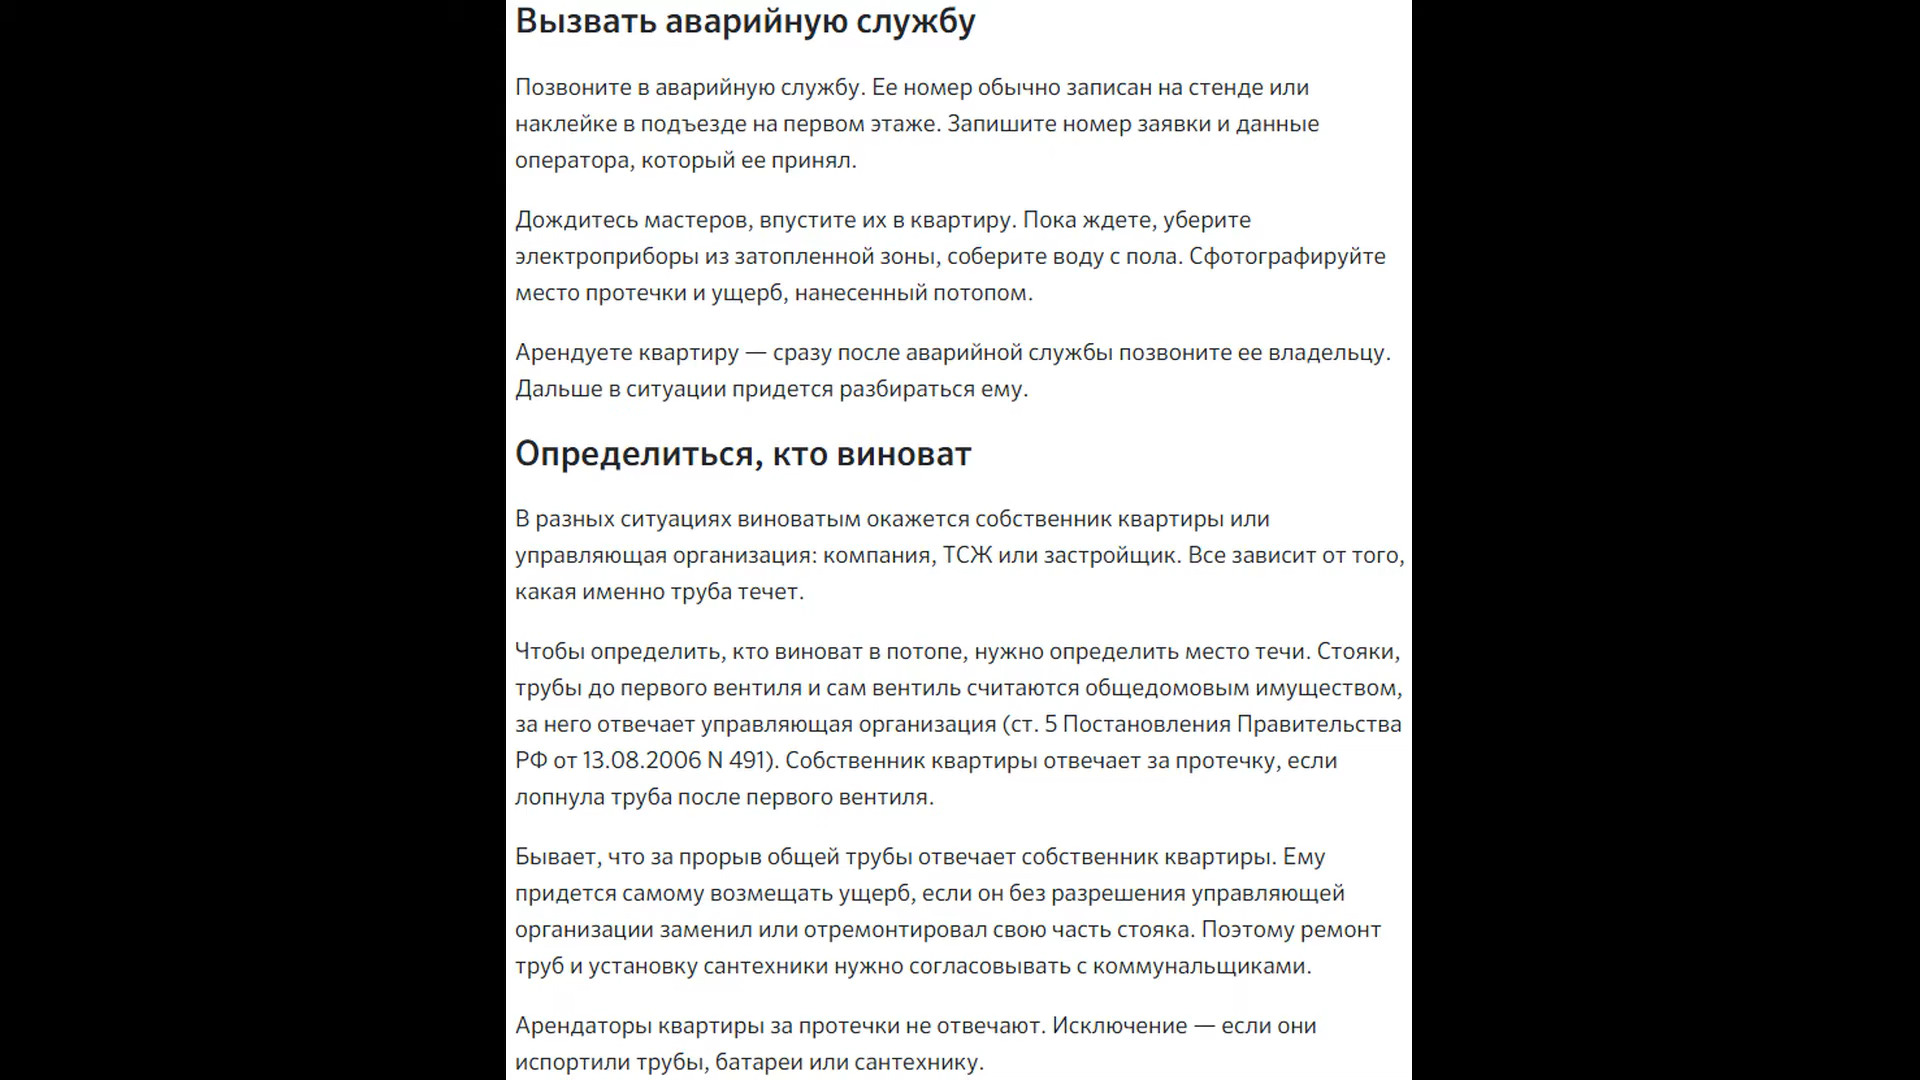 Вызвать аварийную службу
Позвоните в аварийную службу. Ее номер обычно записан на стенде или
наклейке в подъезде на первом этаже. Запишите номер заявки и данные
оператора, который ее принял.
Дождитесь мастеров, впустите их в квартиру. Пока ждете, уберите
электроприборы из затопленной зоны, соберите воду с пола. Сфотографируйте
место протечки и ущерб, нанесенный потопом.
Арендуете квартиру — сразу после аварийной службы позвоните ее владельцу.
Дальше в ситуации придется разбираться ему.
Определиться, кто виноват
В разных ситуациях виноватым окажется собственник квартиры или
управляющая организация: компания, ТСЖ или застройщик. Все зависит от того,
какая именно труба течет.
Чтобы определить, кто виноват в потопе, нужно определить место течи. Стояки,
трубы до первого вентиля и сам вентиль считаются общедомовым имуществом,
за него отвечает управляющая организация (ст. 5 Постановления Правительства
РФ от 13.08.2006 N 491). Собственник квартиры отвечает за протечку, если
лопнула труба после первого вентиля.
Бывает, что за прорыв общей трубы отвечает собственник квартиры. Ему
придется самому возмещать ущерб, если он без разрешения управляющей
организации заменил или отремонтировал свою часть стояка. Поэтому ремонт
труб и установку сантехники нужно согласовывать с коммунальщиками.
Арендаторы квартиры за протечки не отвечают. Исключение — если они
испортили трубы, батареи или сантехнику.